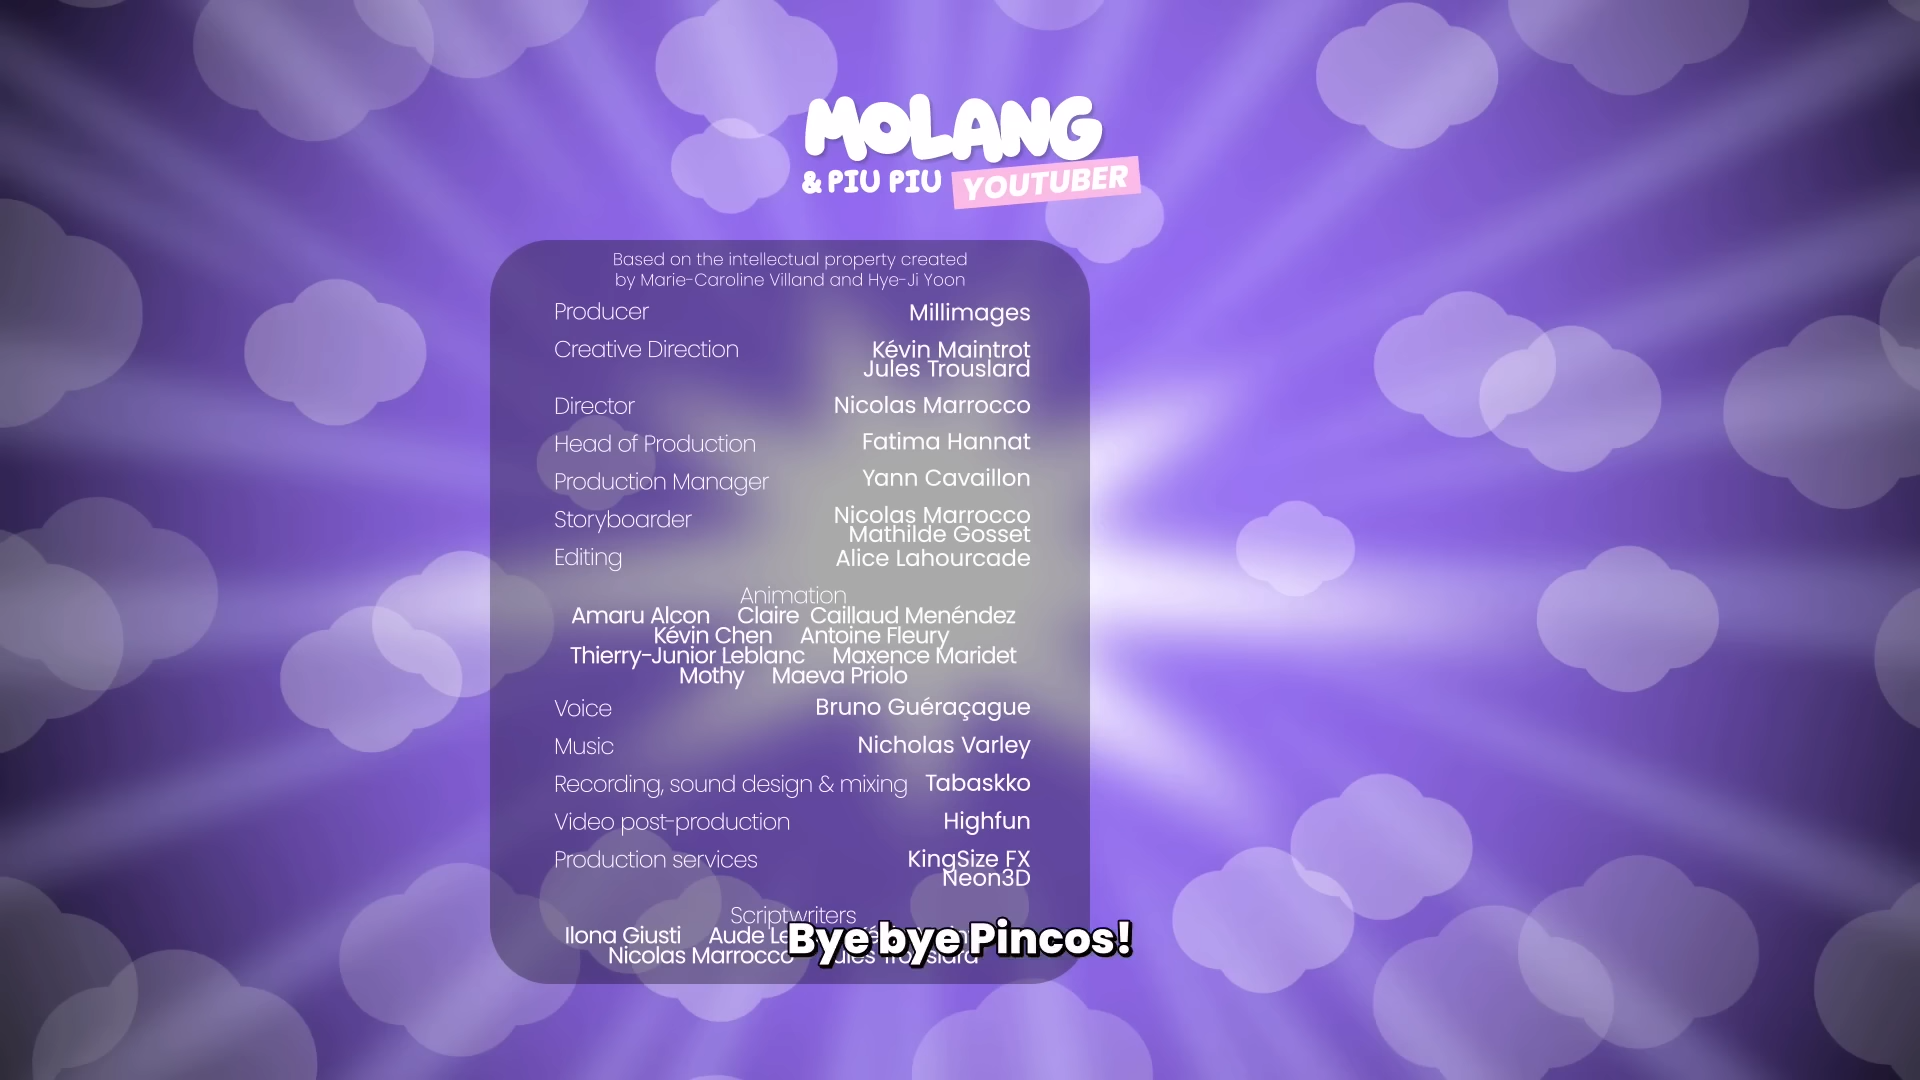 MOLANG
& PIU PIU YOUTUBER
Based on the intellectual property created
by Marie-Caroline Villand and Hye-Ji Yoon
Producer Millimages
Creative Direction Kévin Maintrot
Jules Trouslard
Director Nicolas Marrocco
Head of Production Fatima Hannat
Production Manager Yann Cavaillon
Storyboarder Nicolas Marrocco
Mathilde Gosset
Editing Alice Lahourcade
Animation
Amaru Alcon Claire Caillaud Menéndez
Kévin Chen Antoine Fleury
Thierry-Junior Leblanc Maxence Maridet
Mothy Maeva Priolo
Voice Bruno Guéraçague
Music Nicholas Varley
Recording, sound design & mixing Tabaskko
Video post-production Highfun
Production services KingSize FX
Neon3D
Scriptwriters
Ilona Giusti Aude
Nicolas Marrocco Jules Trouslard
Bye bye Pincos!